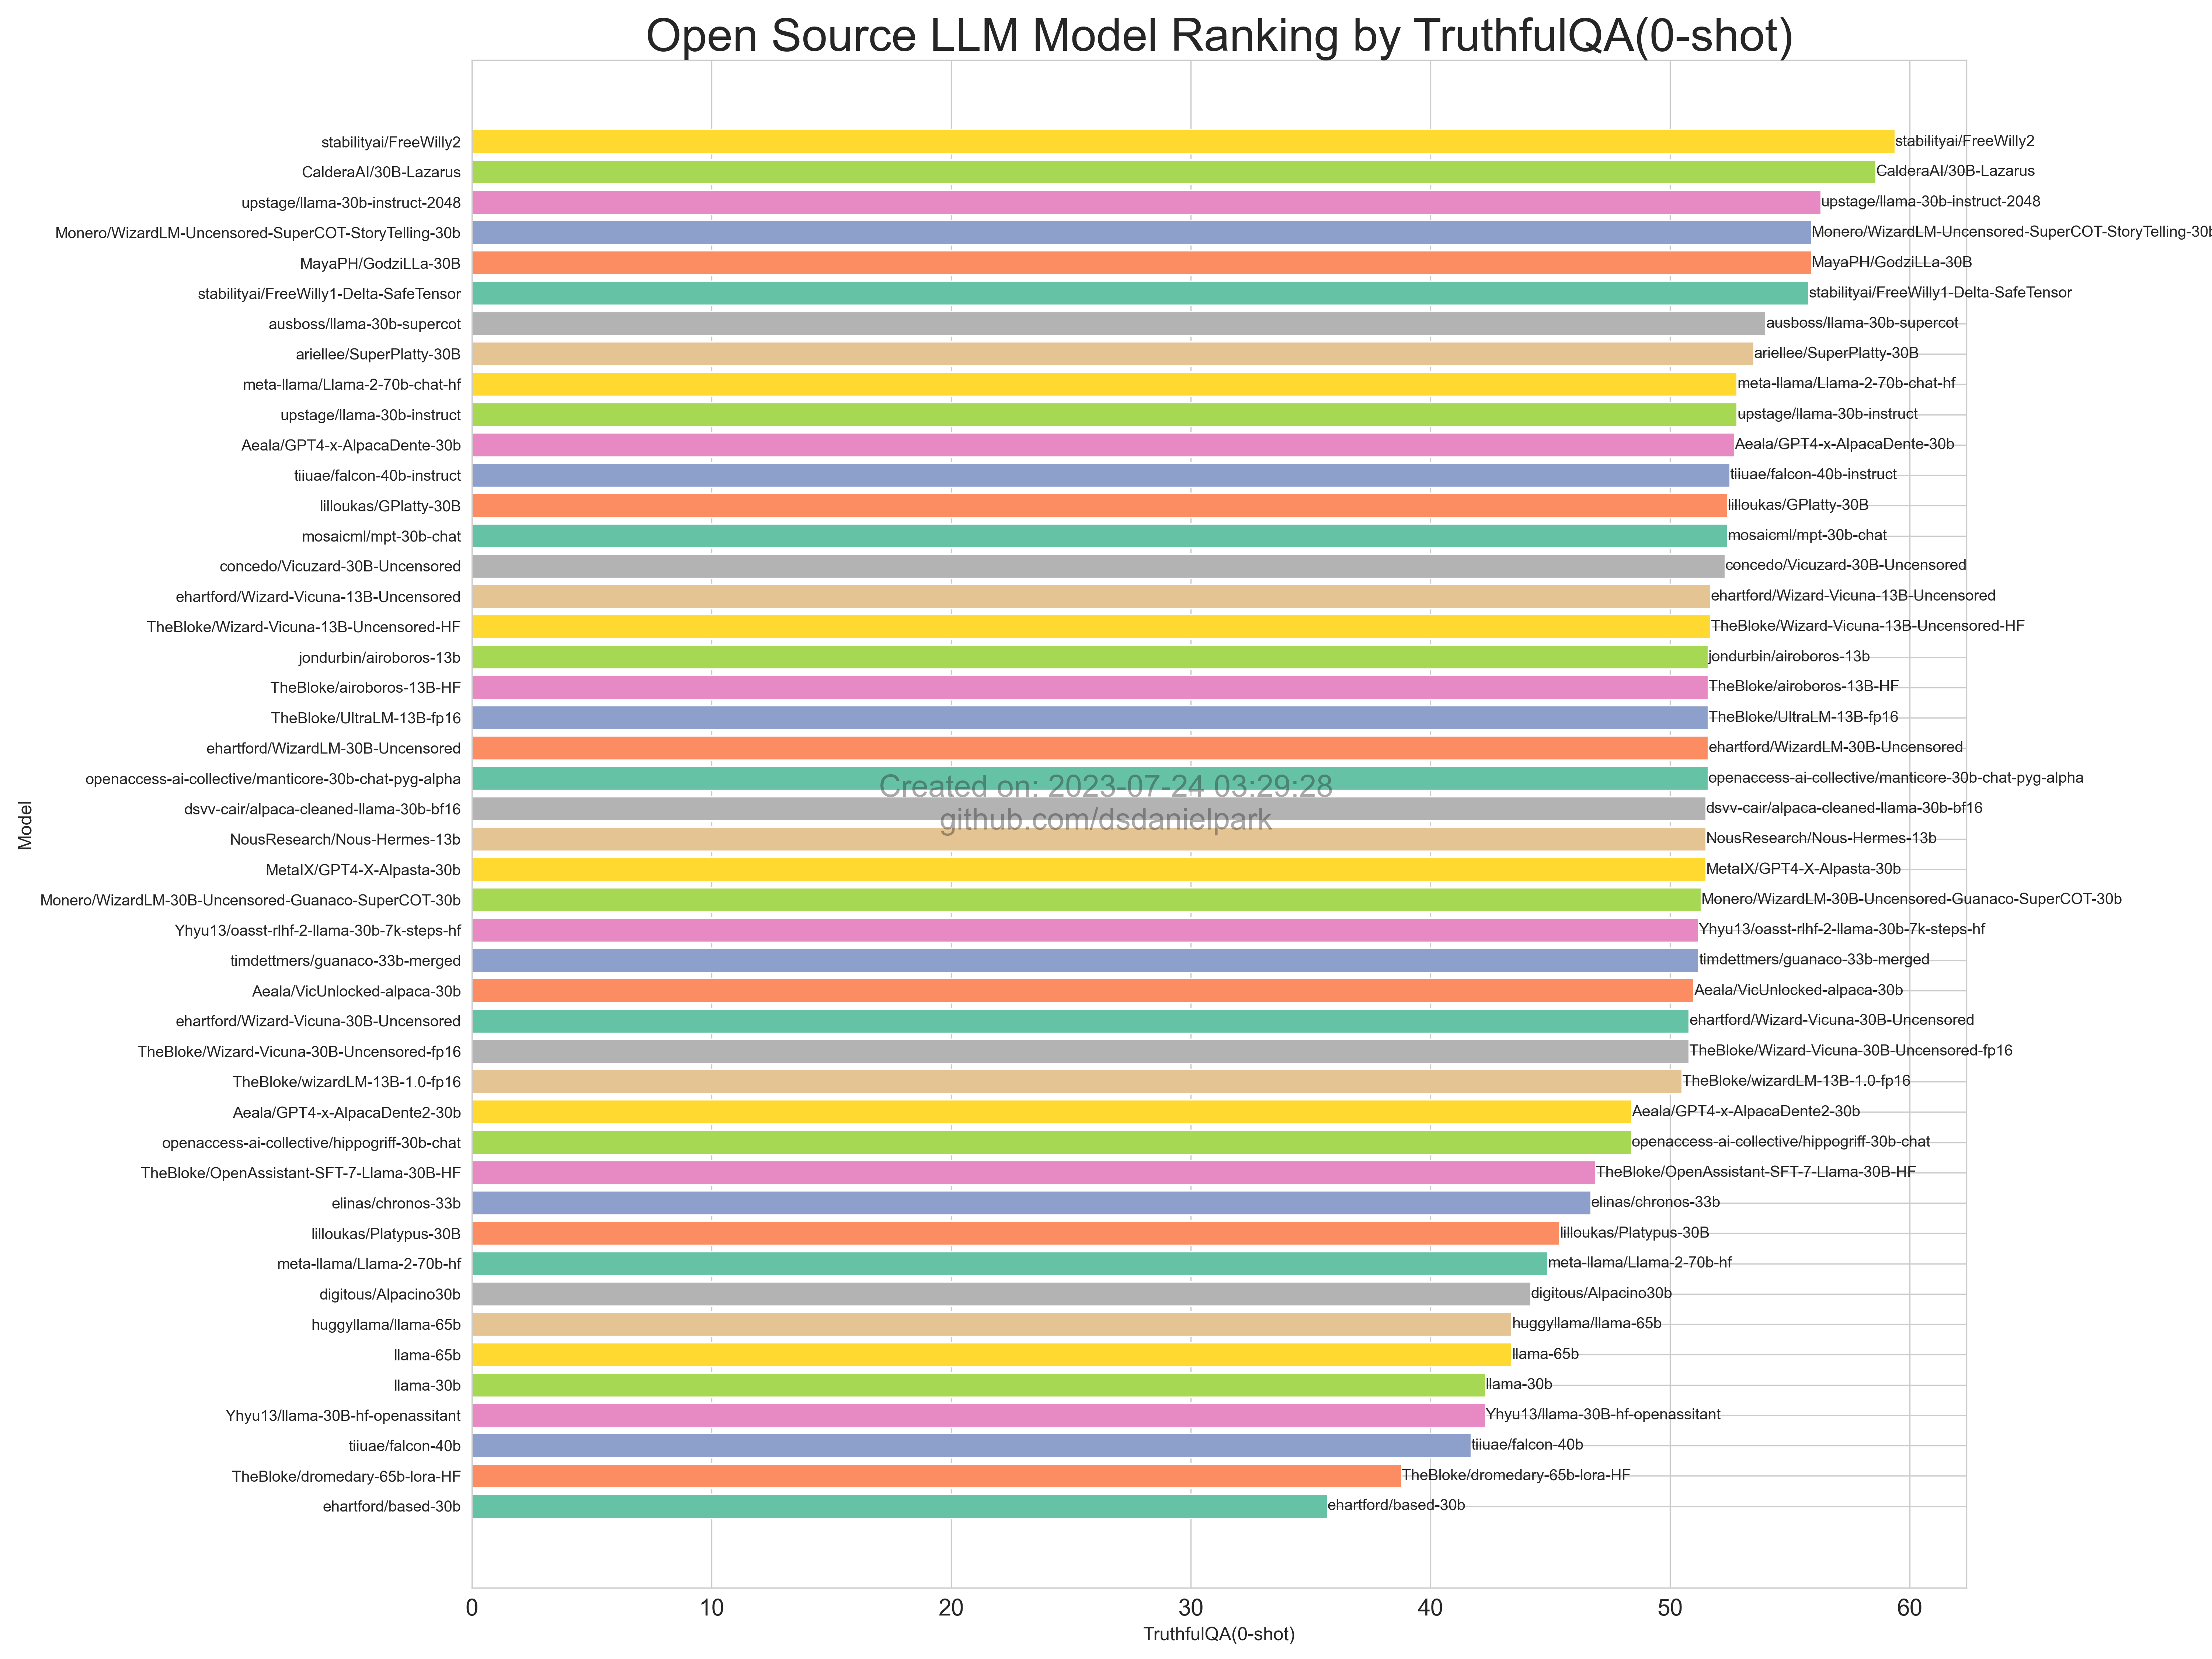 Open Source LLM Model Ranking by TruthfulQA(0-shot)
stabilityai/FreeWilly2 stabilityai/FreeWilly2
CalderaAI/30B-Lazarus CalderaAI/30B-Lazarus
upstage/llama-30b-instruct-2048 upstage/llama-30b-instruct-2048
Monero/WizardLM-Uncensored-SuperCOT-StoryTelling-30b Monero/WizardLM-Uncensored-SuperCOT-StoryTelling-30b
MayaPH/GodziLLa-30B MayaPH/GodziLLa-30B
stabilityai/FreeWilly1-Delta-SafeTensor stabilityai/FreeWilly1-Delta-SafeTensor
ausboss/llama-30b-supercot ausboss/llama-30b-supercot
ariellee/SuperPlatty-30B ariellee/SuperPlatty-30B
meta-llama/Llama-2-70b-chat-hf meta-llama/Llama-2-70b-chat-hf
upstage/llama-30b-instruct upstage/llama-30b-instruct
Aeala/GPT4-x-AlpacaDente-30b Aeala/GPT4-x-AlpacaDente-30b
tiiuae/falcon-40b-instruct tiiuae/falcon-40b-instruct
lilloukas/GPlatty-30B lilloukas/GPlatty-30B
mosaicml/mpt-30b-chat mosaicml/mpt-30b-chat
concedo/Vicuzard-30B-Uncensored concedo/Vicuzard-30B-Uncensored
ehartford/Wizard-Vicuna-13B-Uncensored ehartford/Wizard-Vicuna-13B-Uncensored
TheBloke/Wizard-Vicuna-13B-Uncensored-HF TheBloke/Wizard-Vicuna-13B-Uncensored-HF
jondurbin/airoboros-13b jondurbin/airoboros-13b
TheBloke/airoboros-13B-HF TheBloke/airoboros-13B-HF
TheBloke/UltraLM-13B-fp16 TheBloke/UltraLM-13B-fp16
ehartford/WizardLM-30B-Uncensored ehartford/WizardLM-30B-Uncensored
openaccess-ai-collective/manticore-30b-chat-pyg-alpha openaccess-ai-collective/manticore-30b-chat-pyg-alpha
Created on: 2023-07-24 03:29:28
dsvv-cair/alpaca-cleaned-llama-30b-bf16 dsvv-cair/alpaca-cleaned-llama-30b-bf16
github.com/dsdanielpark
Model
NousResearch/Nous-Hermes-13b NousResearch/Nous-Hermes-13b
MetaIX/GPT4-X-Alpasta-30b MetaIX/GPT4-X-Alpasta-30b
Monero/WizardLM-30B-Uncensored-Guanaco-SuperCOT-30b Monero/WizardLM-30B-Uncensored-Guanaco-SuperCOT-30b
Yhyu13/oasst-rlhf-2-llama-30b-7k-steps-hf Yhyu13/oasst-rlhf-2-llama-30b-7k-steps-hf
timdettmers/guanaco-33b-merged timdettmers/guanaco-33b-merged
Aeala/VicUnlocked-alpaca-30b Aeala/VicUnlocked-alpaca-30b
ehartford/Wizard-Vicuna-30B-Uncensored ehartford/Wizard-Vicuna-30B-Uncensored
TheBloke/Wizard-Vicuna-30B-Uncensored-fp16 TheBloke/Wizard-Vicuna-30B-Uncensored-fp16
TheBloke/wizardLM-13B-1.0-fp16 TheBloke/wizardLM-13B-1.0-fp16
Aeala/GPT4-x-AlpacaDente2-30b Aeala/GPT4-x-AlpacaDente2-30b
openaccess-ai-collective/hippogriff-30b-chat openaccess-ai-collective/hippogriff-30b-chat
TheBloke/OpenAssistant-SFT-7-Llama-30B-HF TheBloke/OpenAssistant-SFT-7-Llama-30B-HF
elinas/chronos-33b elinas/chronos-33b
lilloukas/Platypus-30B lilloukas/Platypus-30B
meta-llama/Llama-2-70b-hf meta-llama/Llama-2-70b-hf
digitous/Alpacino30b digitous/Alpacino30b
huggyllama/llama-65b huggyllama/llama-65b
llama-65b llama-65b
llama-30b llama-30b
Yhyu13/llama-30B-hf-openassitant Yhyu13/llama-30B-hf-openassitant
tiiuae/falcon-40b tiiuae/falcon-40b
TheBloke/dromedary-65b-lora-HF TheBloke/dromedary-65b-lora-HF
ehartford/based-30b ehartford/based-30b
0 10 20 30 40 50 60
TruthfulQA(0-shot)